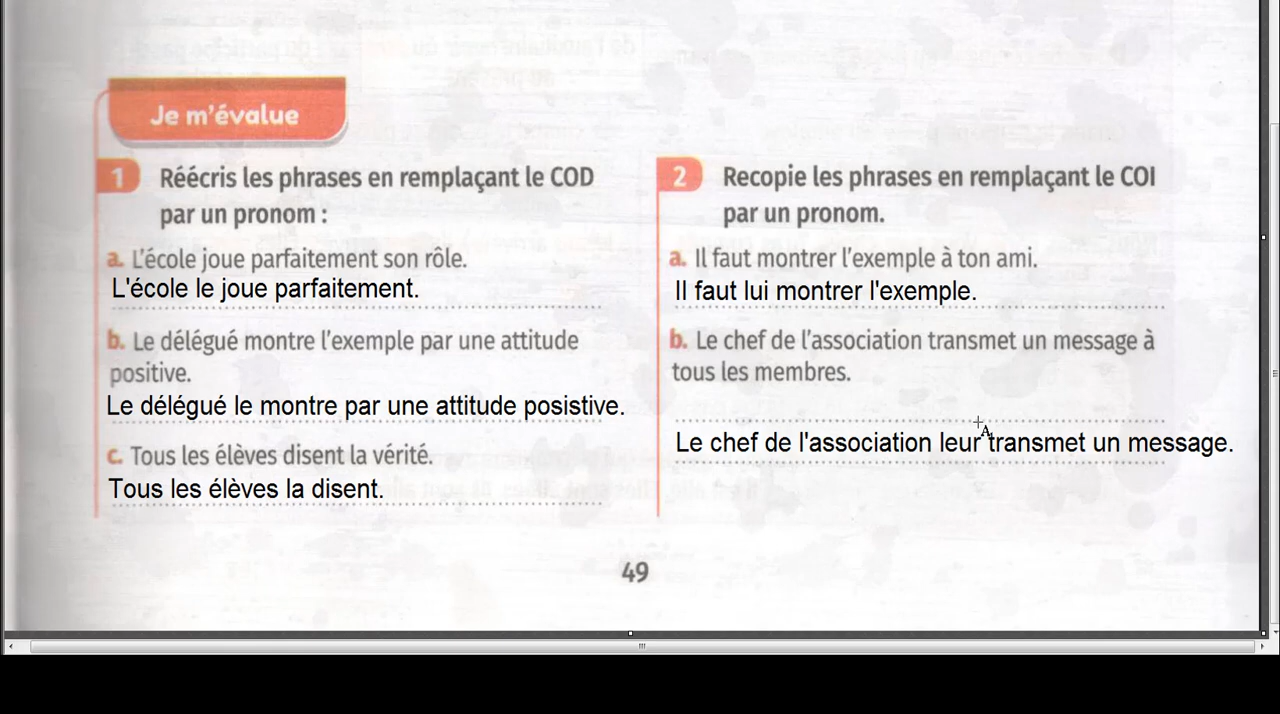 Je m'évalue
1 Réécris les phrases en remplaçant le COD
par un pronom :
a. L'école joue parfaitement son rôle.
L'école le joue parfaitement.
b. Le délégué montre l'exemple par une attitude
positive.
Le délégué le montre par une attitude posistive.
c. Tous les élèves disent la vérité.
Tous les élèves la disent.
2 Recopie les phrases en remplaçant le COI
par un pronom.
a. Il faut montrer l'exemple à ton ami.
Il faut lui montrer l'exemple.
b. Le chef de l'association transmet un message à
tous les membres.
Le chef de l'association leur transmet un message.
49